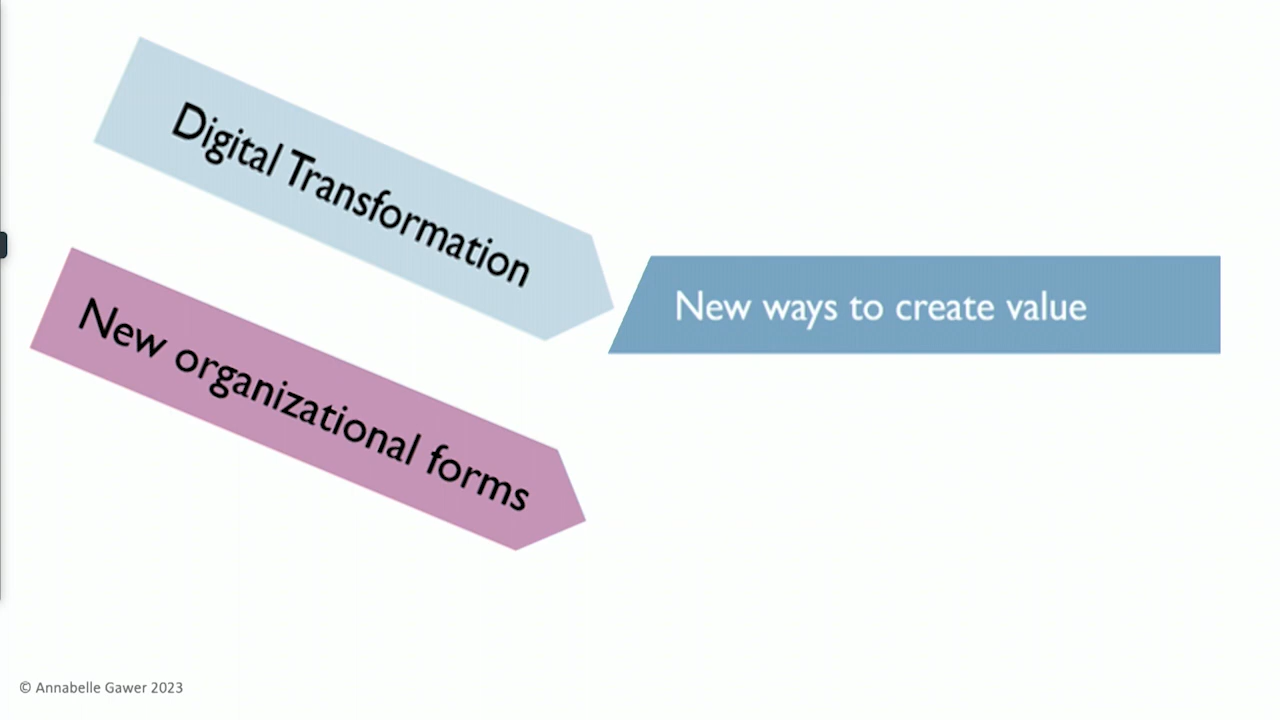 Digital Transformation
New ways to create value
New organizational forms
© Annabelle Gawer 2023